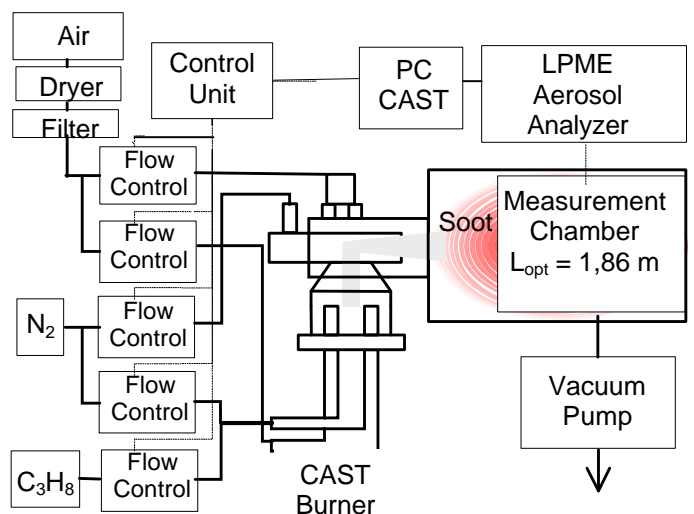 Air
Dryer
Filter
Control
Unit
PC
CAST
LPME
Aerosol
Analyzer
Flow
Control
Flow
Control
Soot
Measurement
Chamber
Lopt = 1,86 m
N2
Flow
Control
Flow
Control
C3H8
Flow
Control
CAST
Burner
Vacuum
Pump